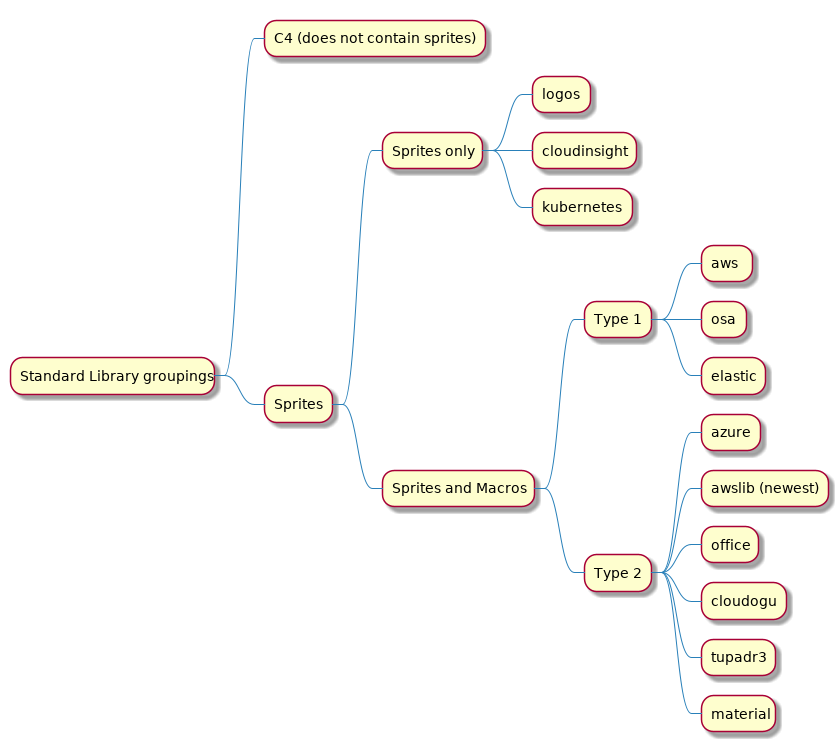 C4 (does not contain sprites)
logos
Sprites only
cloudinsight
kubernetes
aws
Type 1
osa
Standard Library groupings
elastic
Sprites
azure
Sprites and Macros
awslib (newest)
office
Type 2
cloudogu
tupadr3
material